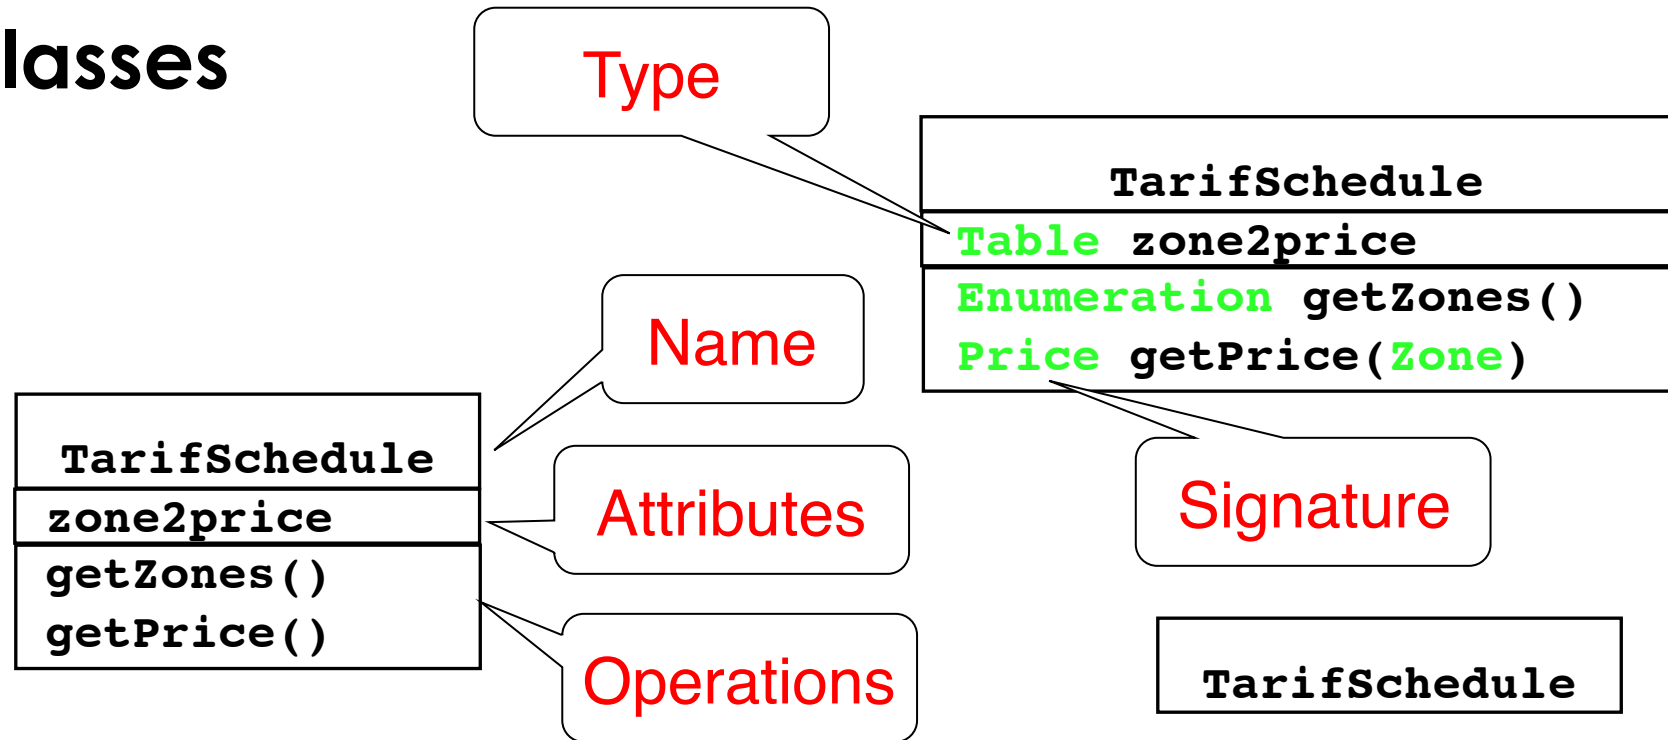 lasses
Type
TarifSchedule
Table zone2price
Enumeration getZones()
Price getPrice(Zone)
Name
TarifSchedule
zone2price
getZones()
getPrice()
Attributes
Signature
Operations
TarifSchedule